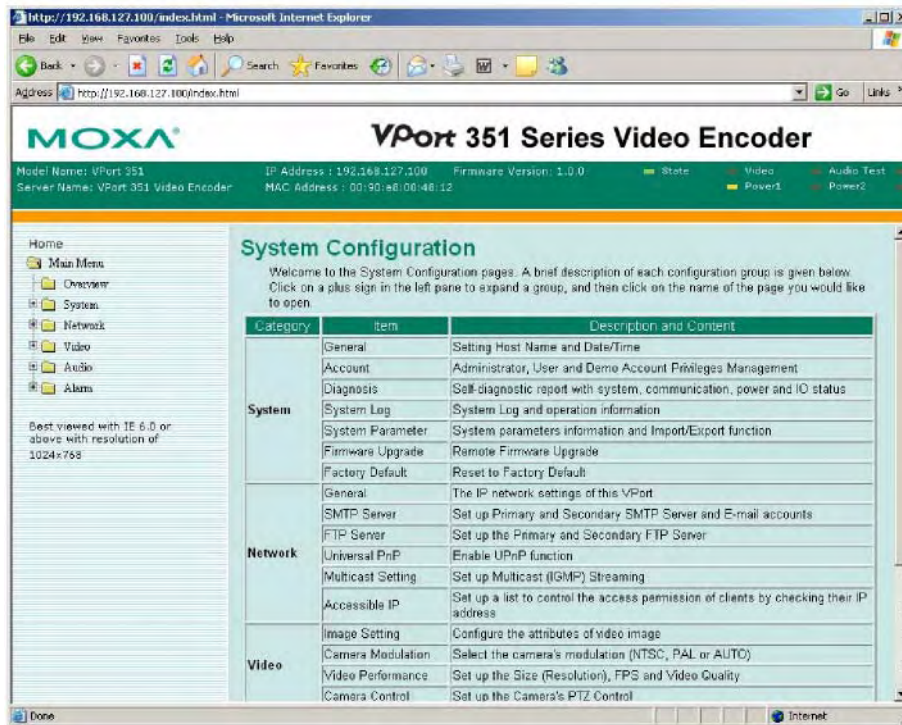 http://192.168.127.100/index.html - Microsoft Internet Explorer
File Edit View Favorites Tools Help
Back Search Favorites
Address http://192.168.127.100/index.html Go Links
MOXA VPort 351 Series Video Encoder
Model Name: VPort 351 IP Address : 192.168.127.100 Firmware Version: 1.0.0 State Video Audio Test
Server Name: VPort 351 Video Encoder MAC Address : 00:90:e8:00:48:12 Power1 Power2
Home
Main Menu
Overview
System
Network
Video
Audio
Alarm
Best viewed with IE 6.0 or
above with resolution of
1024x768
System Configuration
Welcome to the System Configuration pages. A brief description of each configuration group is given below.
Click on a plus sign in the left pane to expand a group, and then click on the name of the page you would like
to open.
Category Item Description and Content
System
General Setting Host Name and Date/Time
Account Administrator, User and Demo Account Privileges Management
Diagnosis Self-diagnostic report with system, communication, power and IO status
System Log System Log and operation information
System Parameter System parameters information and Import/Export function
Firmware Upgrade Remote Firmware Upgrade
Factory Default Reset to Factory Default
Network
General The IP network settings of this VPort
SMTP Server Set up Primary and Secondary SMTP Server and E-mail accounts
FTP Server Set up the Primary and Secondary FTP Server
Universal PnP Enable UPnP function
Multicast Setting Set up Multicast (IGMP) Streaming
Accessible IP Set up a list to control the access permission of clients by checking their IP
address
Video
Image Setting Configure the attributes of video image
Camera Modulation Select the camera's modulation (NTSC, PAL or AUTO)
Video Performance Set up the Size (Resolution), FPS and Video Quality
Camera Control Set up the Camera's PTZ Control
Done Internet